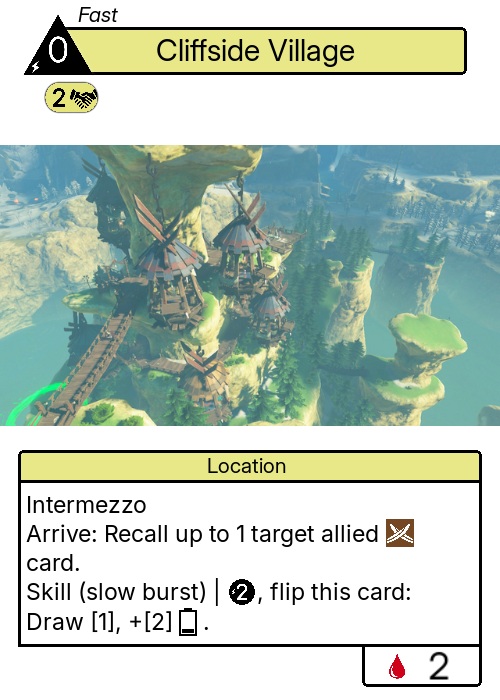 Fast
0
Cliffside Village
2
Location
Intermezzo
Arrive: Recall up to 1 target allied
card.
Skill (slow burst) | 2, flip this card:
Draw [1], +[2] .
2